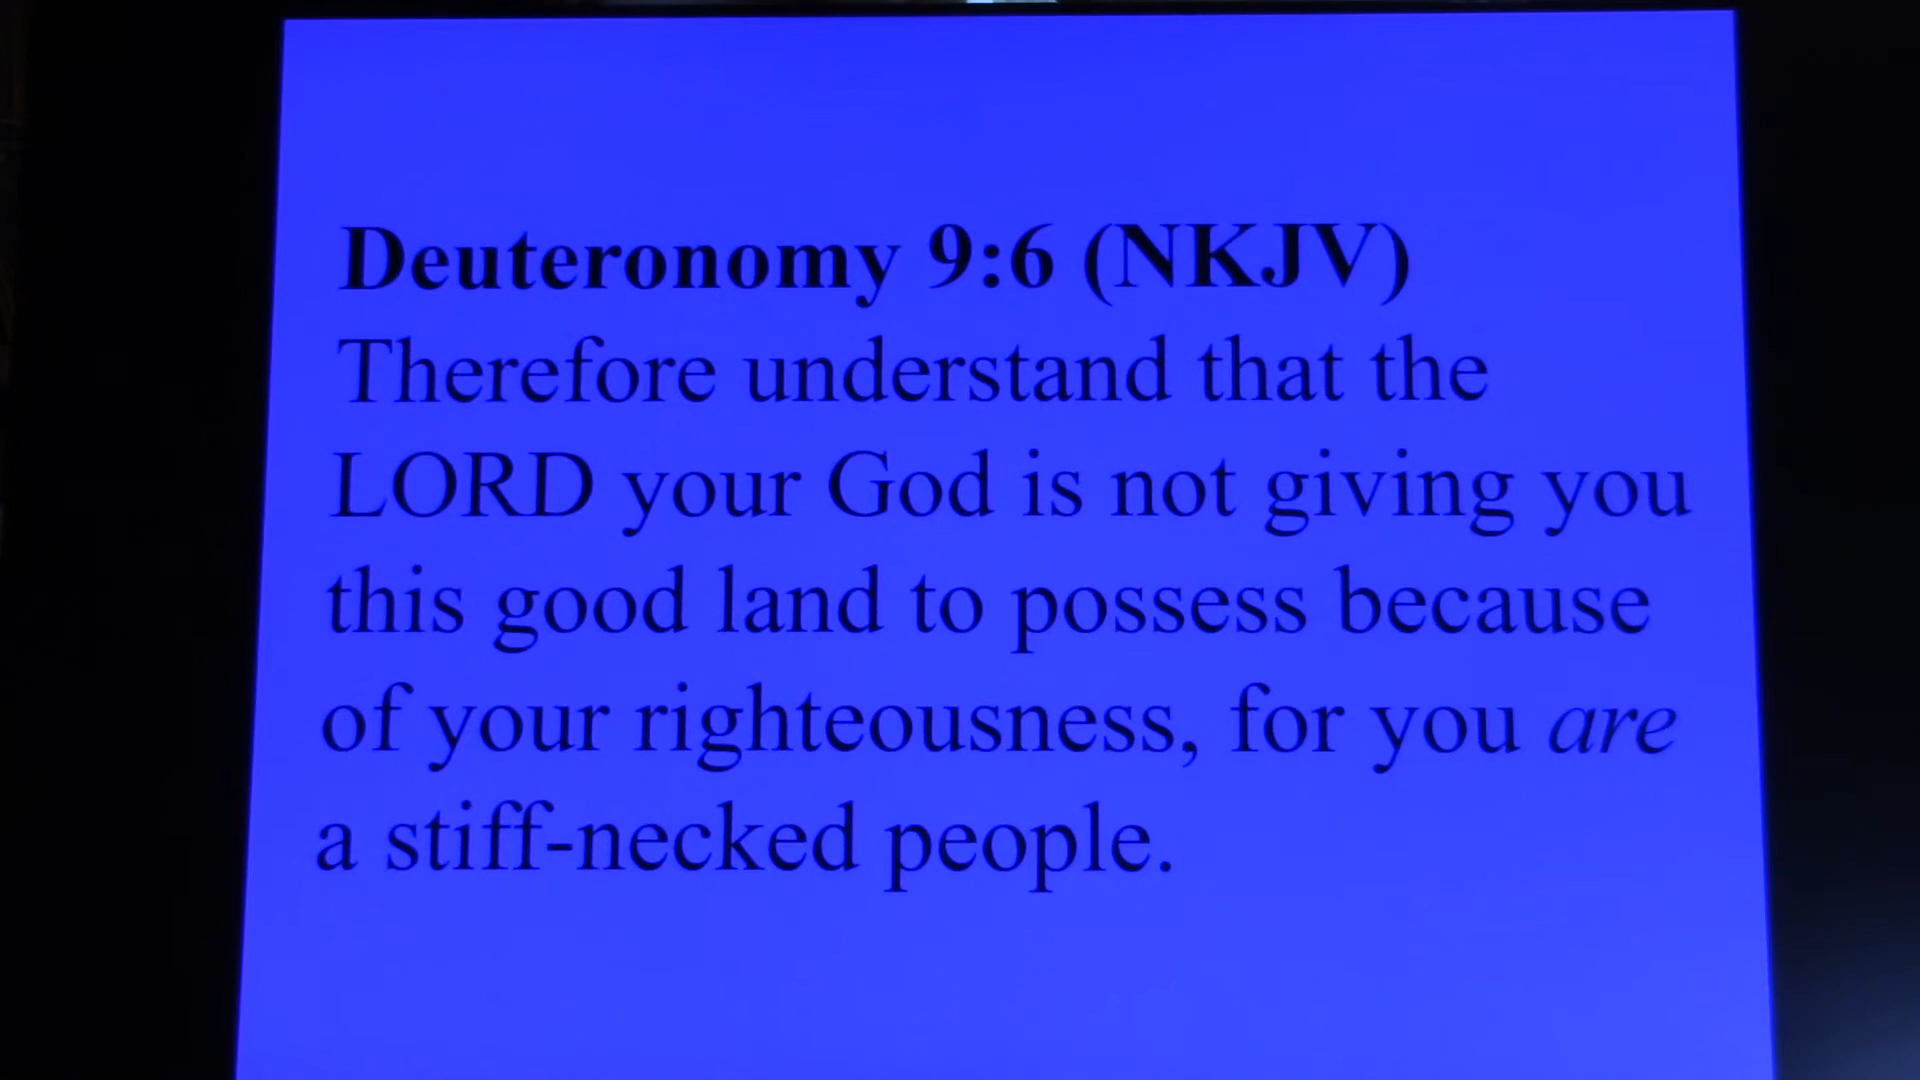 Deuteronomy 9:6 (NKJV)
Therefore understand that the
LORD your God is not giving you
this good land to possess because
of your righteousness, for you are
a stiff-necked people.